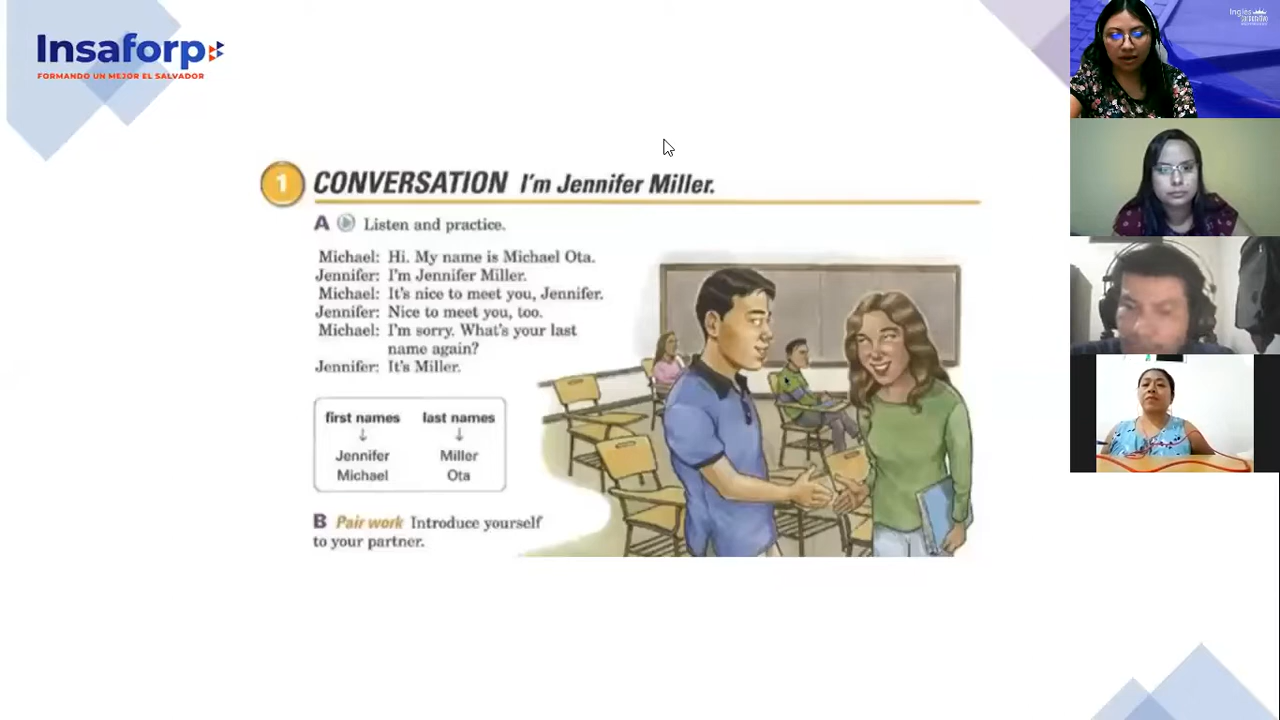 Insaforp
FORMANDO UN MEJOR EL SALVADOR
1 CONVERSATION I'm Jennifer Miller.
A Listen and practice.
Michael: Hi. My name is Michael Ota.
Jennifer: I'm Jennifer Miller.
Michael: It's nice to meet you, Jennifer.
Jennifer: Nice to meet you, too.
Michael: I'm sorry. What's your last
name again?
Jennifer: It's Miller.
first names last names
Jennifer Miller
Michael Ota
B Pair work Introduce yourself
to your partner.
Inglés